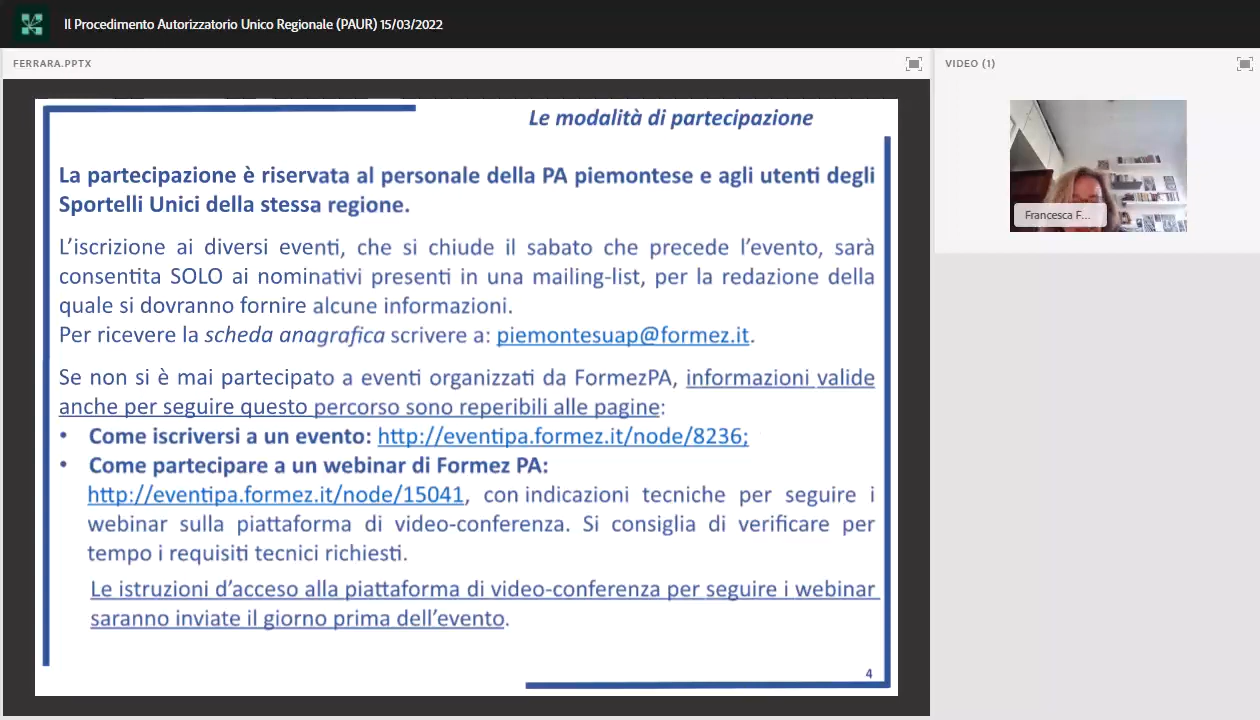 Il Procedimento Autorizzatorio Unico Regionale (PAUR) 15/03/2022
FERRARA.PPTX
VIDEO (1)
Le modalità di partecipazione
La partecipazione è riservata al personale della PA piemontese e agli utenti degli
Sportelli Unici della stessa regione.
L'iscrizione ai diversi eventi, che si chiude il sabato che precede l'evento, sarà
consentita SOLO ai nominativi presenti in una mailing-list, per la redazione della
quale si dovranno fornire alcune informazioni.
Per ricevere la scheda anagrafica scrivere a: piemontesuap@formez.it.
Se non si è mai partecipato a eventi organizzati da FormezPA, informazioni valide
anche per seguire questo percorso sono reperibili alle pagine:
• Come iscriversi a un evento: http://eventipa.formez.it/node/8236;
• Come partecipare a un webinar di Formez PA:
http://eventipa.formez.it/node/15041, con indicazioni tecniche per seguire i
webinar sulla piattaforma di video-conferenza. Si consiglia di verificare per
tempo i requisiti tecnici richiesti.
Le istruzioni d'acceso alla piattaforma di video-conferenza per seguire i webinar
saranno inviate il giorno prima dell'evento.
4
Francesca F...